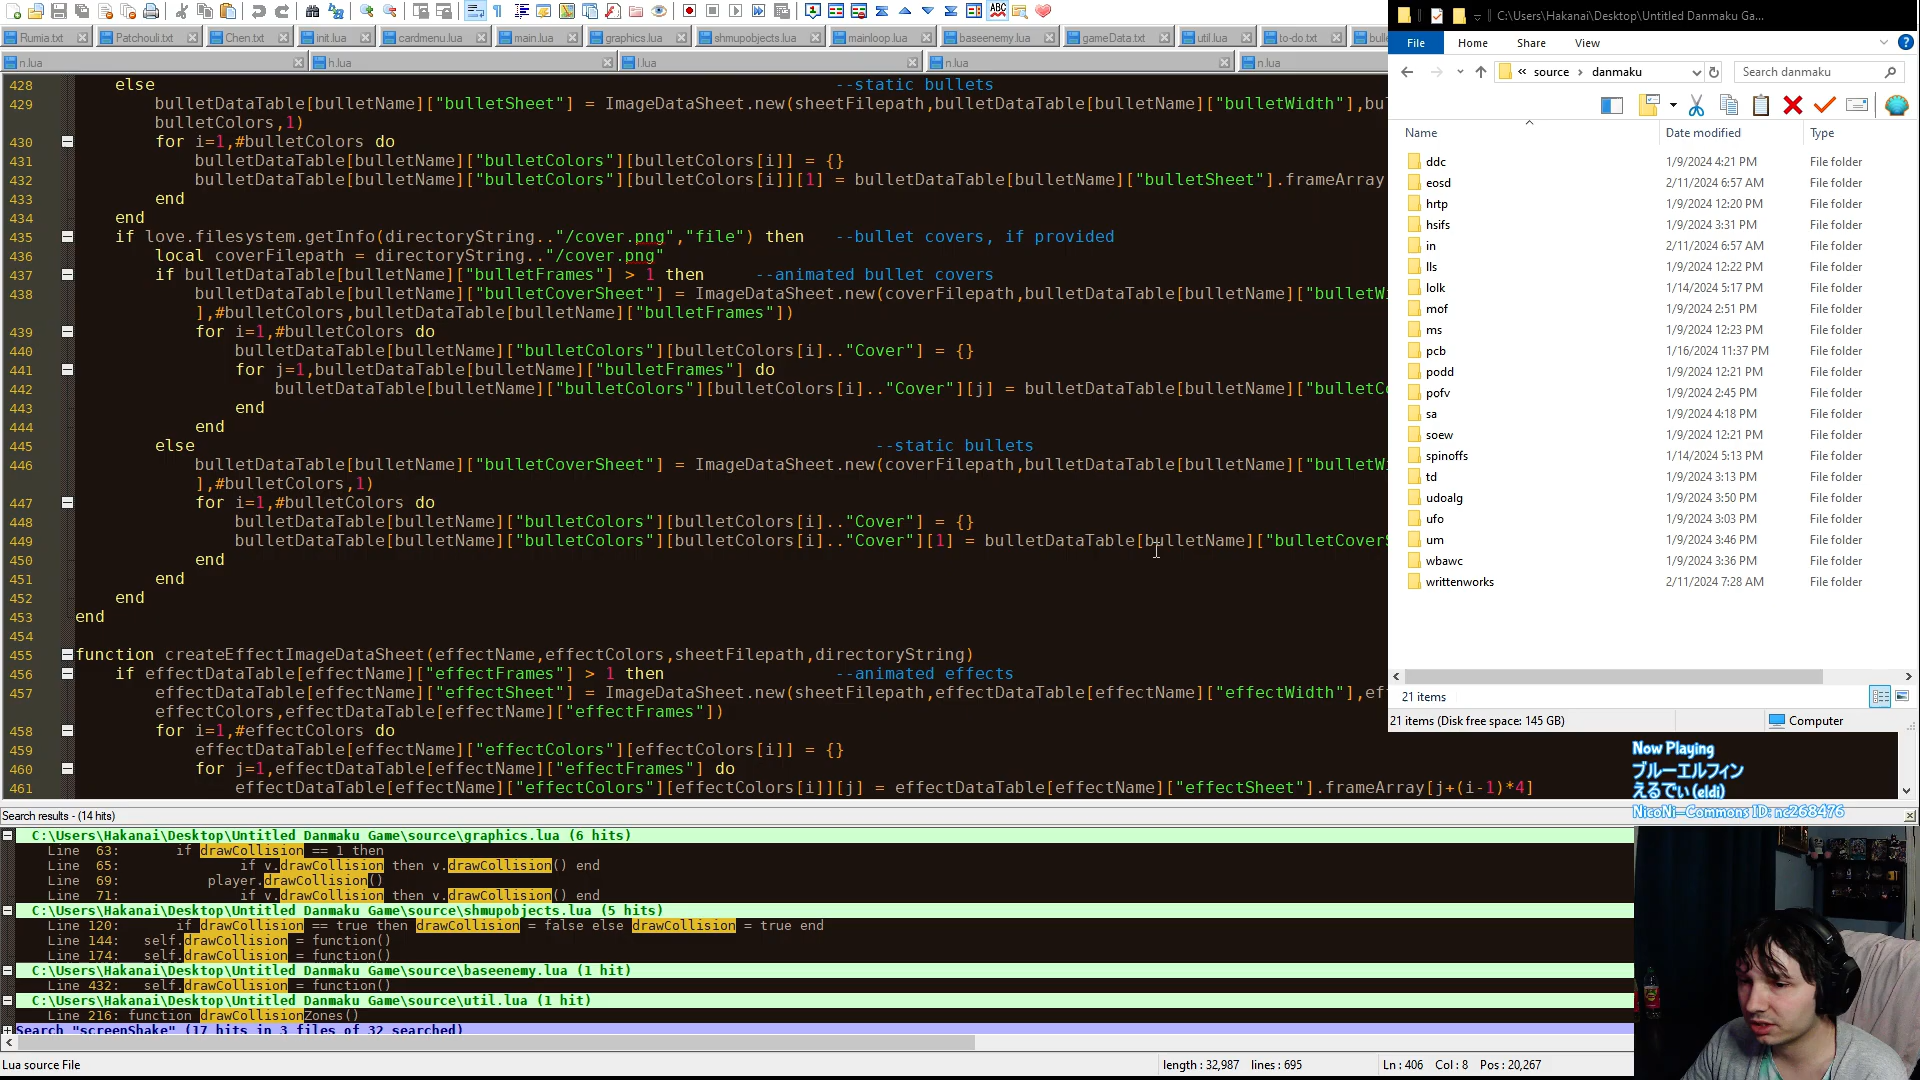 C:\Users\Hakanai\Desktop\Untitled Danmaku Ga...
Rumia.txt Patchouli.txt Chen.txt init.lua cardmenu.lua main.lua graphics.lua shmupobjects.lua mainloop.lua baseenemy.lua gameData.txt util.lua to-do.txt
File Home Share View
n.lua h.lua l.lua n.lua n.lua
« source › danmaku
Search danmaku
428 else --static bullets
429 bulletDataTable[bulletName]["bulletSheet"] = ImageDataSheet.new(sheetFilepath,bulletDataTable[bulletName]["bulletWidth"],bu
bulletColors,1)
430 for i=1,#bulletColors do
431 bulletDataTable[bulletName]["bulletColors"][bulletColors[i]] = {}
432 bulletDataTable[bulletName]["bulletColors"][bulletColors[i]][1] = bulletDataTable[bulletName]["bulletSheet"].frameArray
433 end
434 end
435 if love.filesystem.getInfo(directoryString.."/cover.png","file") then --bullet covers, if provided
436 local coverFilepath = directoryString.."/cover.png"
437 if bulletDataTable[bulletName]["bulletFrames"] > 1 then --animated bullet covers
438 bulletDataTable[bulletName]["bulletCoverSheet"] = ImageDataSheet.new(coverFilepath,bulletDataTable[bulletName]["bulletWi
],#bulletColors,bulletDataTable[bulletName]["bulletFrames"])
439 for i=1,#bulletColors do
440 bulletDataTable[bulletName]["bulletColors"][bulletColors[i].."Cover"] = {}
441 for j=1,bulletDataTable[bulletName]["bulletFrames"] do
442 bulletDataTable[bulletName]["bulletColors"][bulletColors[i].."Cover"][j] = bulletDataTable[bulletName]["bulletCo
443 end
444 end
445 else --static bullets
446 bulletDataTable[bulletName]["bulletCoverSheet"] = ImageDataSheet.new(coverFilepath,bulletDataTable[bulletName]["bulletWi
],#bulletColors,1)
447 for i=1,#bulletColors do
448 bulletDataTable[bulletName]["bulletColors"][bulletColors[i].."Cover"] = {}
449 bulletDataTable[bulletName]["bulletColors"][bulletColors[i].."Cover"][1] = bulletDataTable[bulletName]["bulletCoverS
450 end
451 end
452 end
453 end
454
455 function createEffectImageDataSheet(effectName,effectColors,sheetFilepath,directoryString)
456 if effectDataTable[effectName]["effectFrames"] > 1 then --animated effects
457 effectDataTable[effectName]["effectSheet"] = ImageDataSheet.new(sheetFilepath,effectDataTable[effectName]["effectWidth"],ef
effectColors,effectDataTable[effectName]["effectFrames"])
458 for i=1,#effectColors do
459 effectDataTable[effectName]["effectColors"][effectColors[i]] = {}
460 for j=1,effectDataTable[effectName]["effectFrames"] do
461 effectDataTable[effectName]["effectColors"][effectColors[i]][j] = effectDataTable[effectName]["effectSheet"].frameArray[j+(i-1)*4]
Name Date modified Type
ddc 1/9/2024 4:21 PM File folder
eosd 2/11/2024 6:57 AM File folder
hrtp 1/9/2024 12:20 PM File folder
hsifs 1/9/2024 3:31 PM File folder
in 2/11/2024 6:57 AM File folder
lls 1/9/2024 12:22 PM File folder
lolk 1/14/2024 5:17 PM File folder
mof 1/9/2024 2:51 PM File folder
ms 1/9/2024 12:23 PM File folder
pcb 1/16/2024 11:37 PM File folder
podd 1/9/2024 12:21 PM File folder
pofv 1/9/2024 2:45 PM File folder
sa 1/9/2024 4:18 PM File folder
soew 1/9/2024 12:21 PM File folder
spinoffs 1/14/2024 5:13 PM File folder
td 1/9/2024 3:13 PM File folder
udoalg 1/9/2024 3:50 PM File folder
ufo 1/9/2024 3:03 PM File folder
um 1/9/2024 3:46 PM File folder
wbawc 1/9/2024 3:36 PM File folder
writtenworks 2/11/2024 7:28 AM File folder
21 items
21 items (Disk free space: 145 GB) Computer
Now Playing
ブルーエルフィン
えるでぃ (eldi)
NicoNi-Commons ID: nc268476
Search results - (14 hits)
C:\Users\Hakanai\Desktop\Untitled Danmaku Game\source\graphics.lua (6 hits)
Line 63: if drawCollision == 1 then
Line 65: if v.drawCollision then v.drawCollision() end
Line 69: player.drawCollision()
Line 71: if v.drawCollision then v.drawCollision() end
C:\Users\Hakanai\Desktop\Untitled Danmaku Game\source\shmupobjects.lua (5 hits)
Line 120: if drawCollision == true then drawCollision = false else drawCollision = true end
Line 144: self.drawCollision = function()
Line 174: self.drawCollision = function()
C:\Users\Hakanai\Desktop\Untitled Danmaku Game\source\baseenemy.lua (1 hit)
Line 432: self.drawCollision = function()
C:\Users\Hakanai\Desktop\Untitled Danmaku Game\source\util.lua (1 hit)
Line 216: function drawCollisionZones()
Search "screenShake" (17 hits in 3 files of 32 searched)
Lua source File length : 32,987 lines : 695 Ln : 406 Col : 8 Pos : 20,267